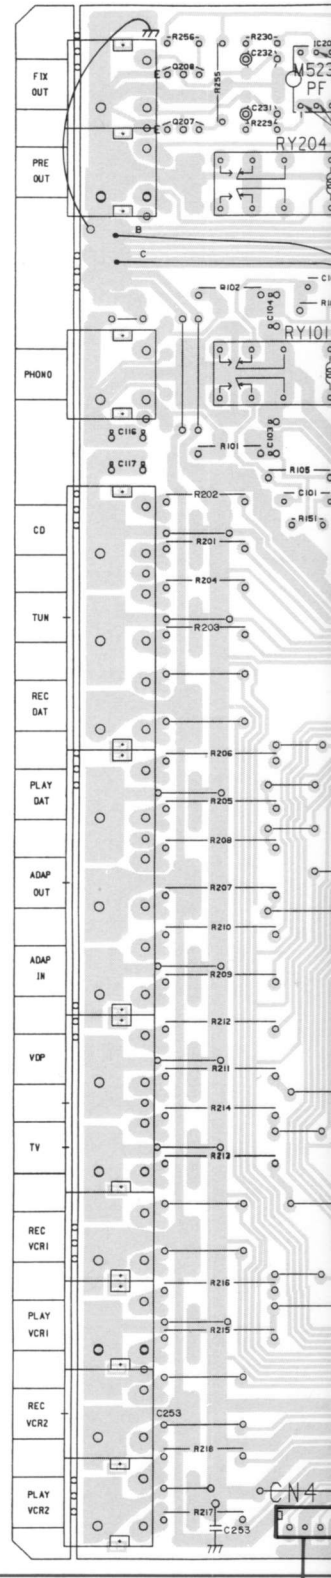 FIX
OUT
PRE
OUT
PHONO
CD
TUN
REC
DAT
PLAY
DAT
ADAP
OUT
ADAP
IN
VDP
TV
REC
VCR1
PLAY
VCR1
REC
VCR2
PLAY
VCR2
R256
R230
C232
Q208
E
R255
M523
PF
C231
Q207
E
R229
RY204
B
C
R102
C104
RY101
C116
C103
R101
C117
R105
R202
C101
R151
R201
R204
R203
R206
R205
R208
R207
R210
R209
R212
R211
R214
R213
R216
R215
C253
R218
CN4
R217
C253